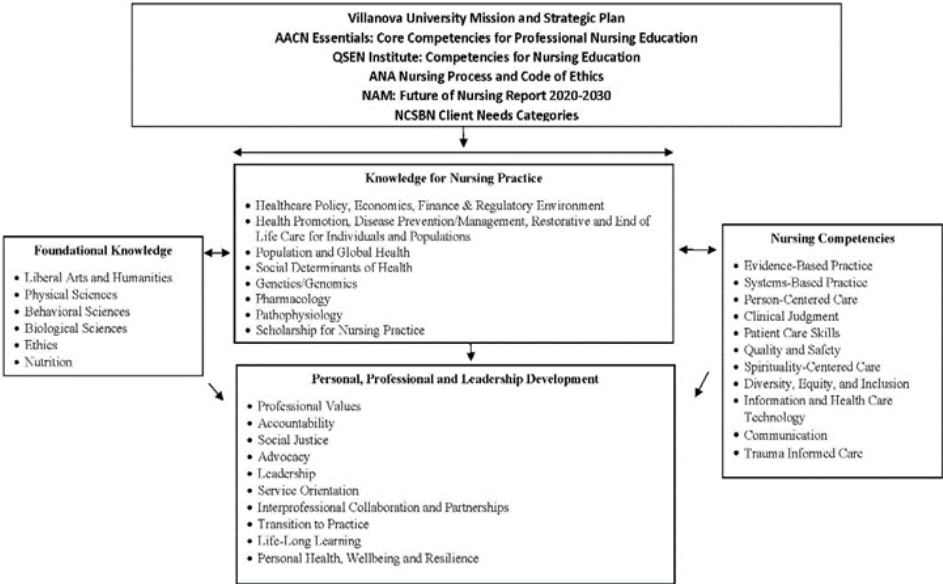 Villanova University Mission and Strategic Plan
AACN Essentials: Core Competencies for Professional Nursing Education
QSEN Institute: Competencies for Nursing Education
ANA Nursing Process and Code of Ethics
NAM: Future of Nursing Report 2020-2030
NCSBN Client Needs Categories
Knowledge for Nursing Practice
• Healthcare Policy, Economics, Finance & Regulatory Environment
• Health Promotion, Disease Prevention/Management, Restorative and End of
Life Care for Individuals and Populations
• Population and Global Health
• Social Determinants of Health
• Genetics/Genomics
• Pharmacology
• Pathophysiology
• Scholarship for Nursing Practice
Foundational Knowledge
• Liberal Arts and Humanities
• Physical Sciences
• Behavioral Sciences
• Biological Sciences
• Ethics
• Nutrition
Nursing Competencies
• Evidence-Based Practice
• Systems-Based Practice
• Person-Centered Care
• Clinical Judgment
• Patient Care Skills
• Quality and Safety
• Spirituality-Centered Care
• Diversity, Equity, and Inclusion
• Information and Health Care
Technology
• Communication
• Trauma Informed Care
Personal, Professional and Leadership Development
• Professional Values
• Accountability
• Social Justice
• Advocacy
• Leadership
• Service Orientation
• Interprofessional Collaboration and Partnerships
• Transition to Practice
• Life-Long Learning
• Personal Health, Wellbeing and Resilience